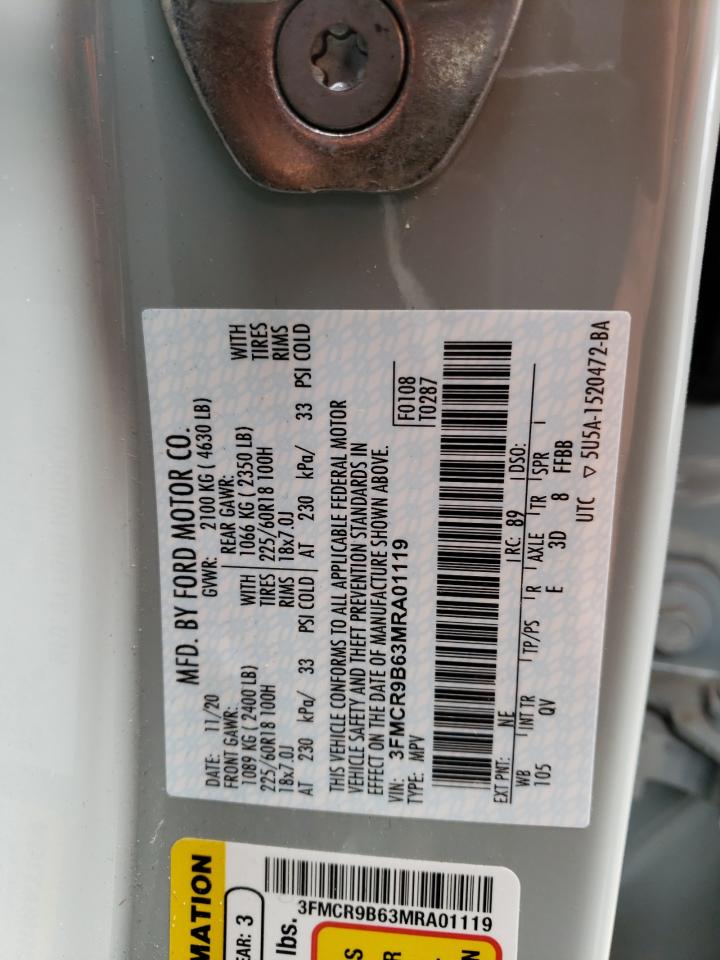 MFD. BY FORD MOTOR CO.
DATE: 11/20 GVWR: 2100 KG ( 4630 LB)
FRONT GAWR: REAR GAWR:
1089 KG ( 2400 LB) WITH 1066 KG ( 2350 LB) WITH
225/60R18 100H TIRES 225/60R18 100H TIRES
18x7.0J RIMS 18x7.0J RIMS
AT 230 kPa/ 33 PSI COLD AT 230 kPa/ 33 PSI COLD
THIS VEHICLE CONFORMS TO ALL APPLICABLE FEDERAL MOTOR
VEHICLE SAFETY AND THEFT PREVENTION STANDARDS IN
EFFECT ON THE DATE OF MANUFACTURE SHOWN ABOVE.
VIN: 3FMCR9B63MRA01119 F0108
TYPE: MPV T0287
EXT PNT: NE RC: 89 DSO:
WB INT TR TP/PS R AXLE TR SPR
105 QV E 3D 8 FFBB
UTC ▽ 5U5A-1520472-BA
MATION
EAR: 3
lbs.
3FMCR9B63MRA01119
S
R
N